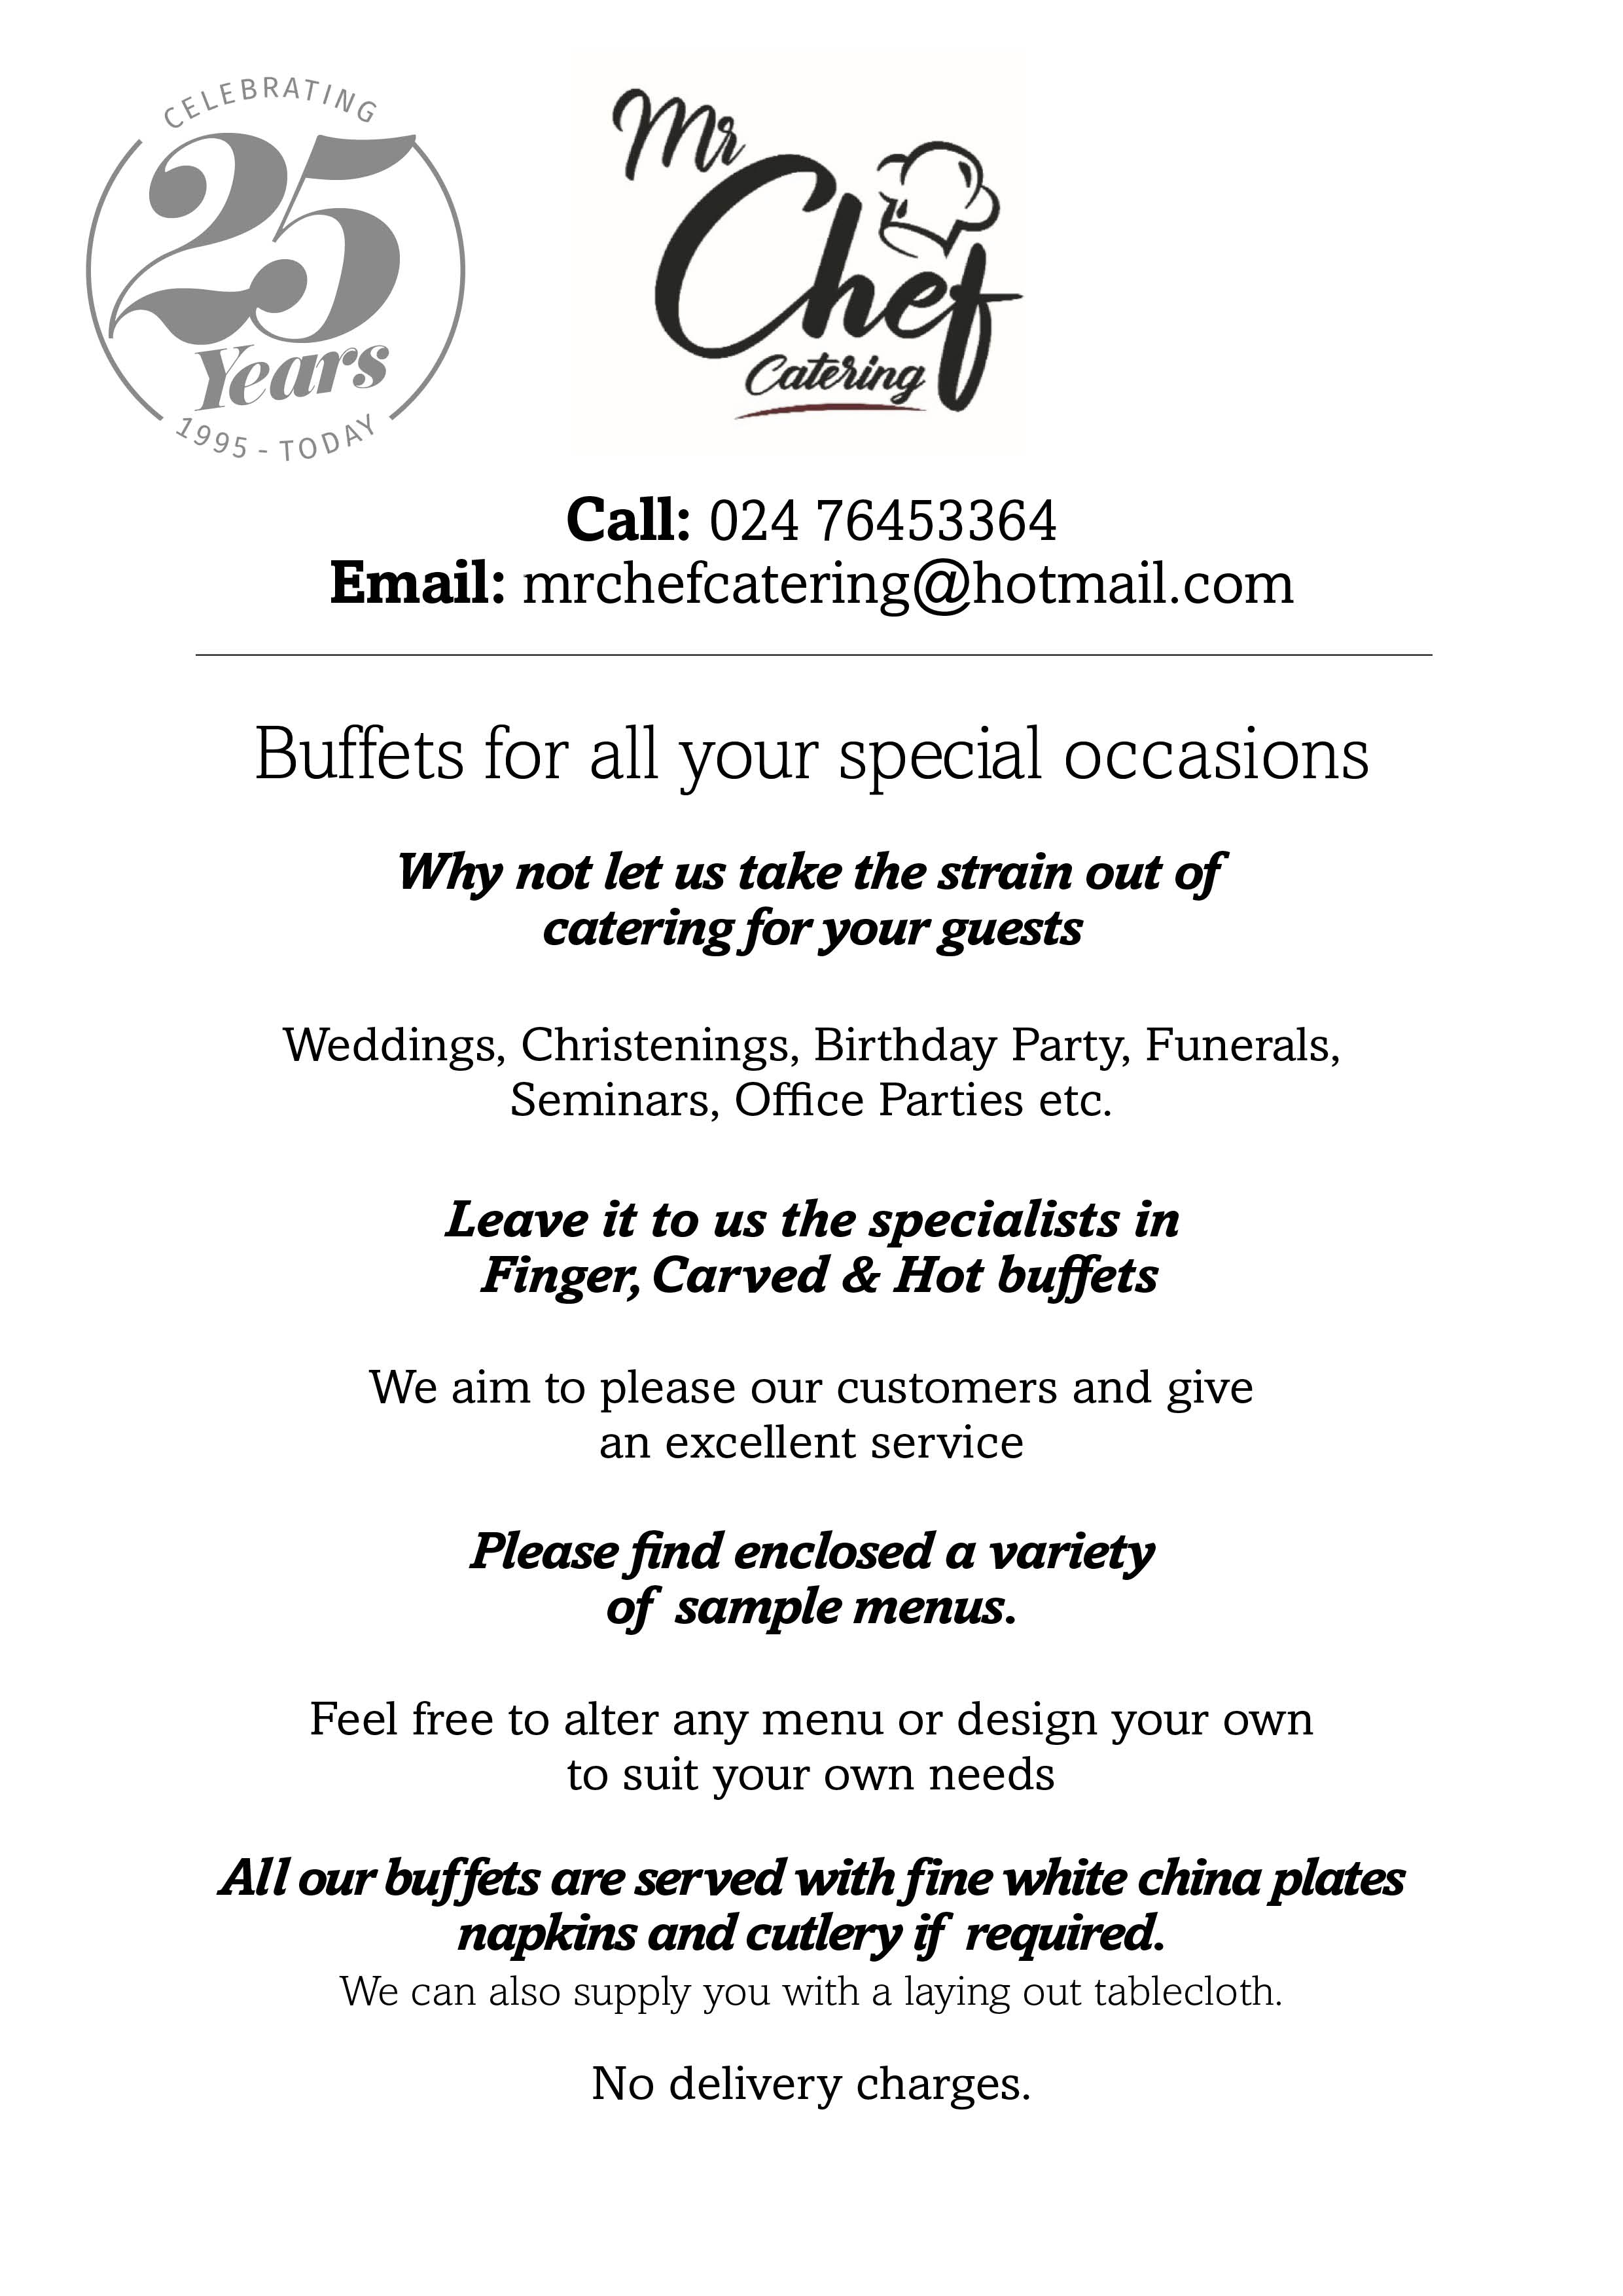 CELEBRATING
25
Years
1995 - TODAY
Mr
Chef
Catering
Call: 024 76453364
Email: mrchefcatering@hotmail.com
Buffets for all your special occasions
Why not let us take the strain out of
catering for your guests
Weddings, Christenings, Birthday Party, Funerals,
Seminars, Office Parties etc.
Leave it to us the specialists in
Finger, Carved & Hot buffets
We aim to please our customers and give
an excellent service
Please find enclosed a variety
of sample menus.
Feel free to alter any menu or design your own
to suit your own needs
All our buffets are served with fine white china plates
napkins and cutlery if required.
We can also supply you with a laying out tablecloth.
No delivery charges.